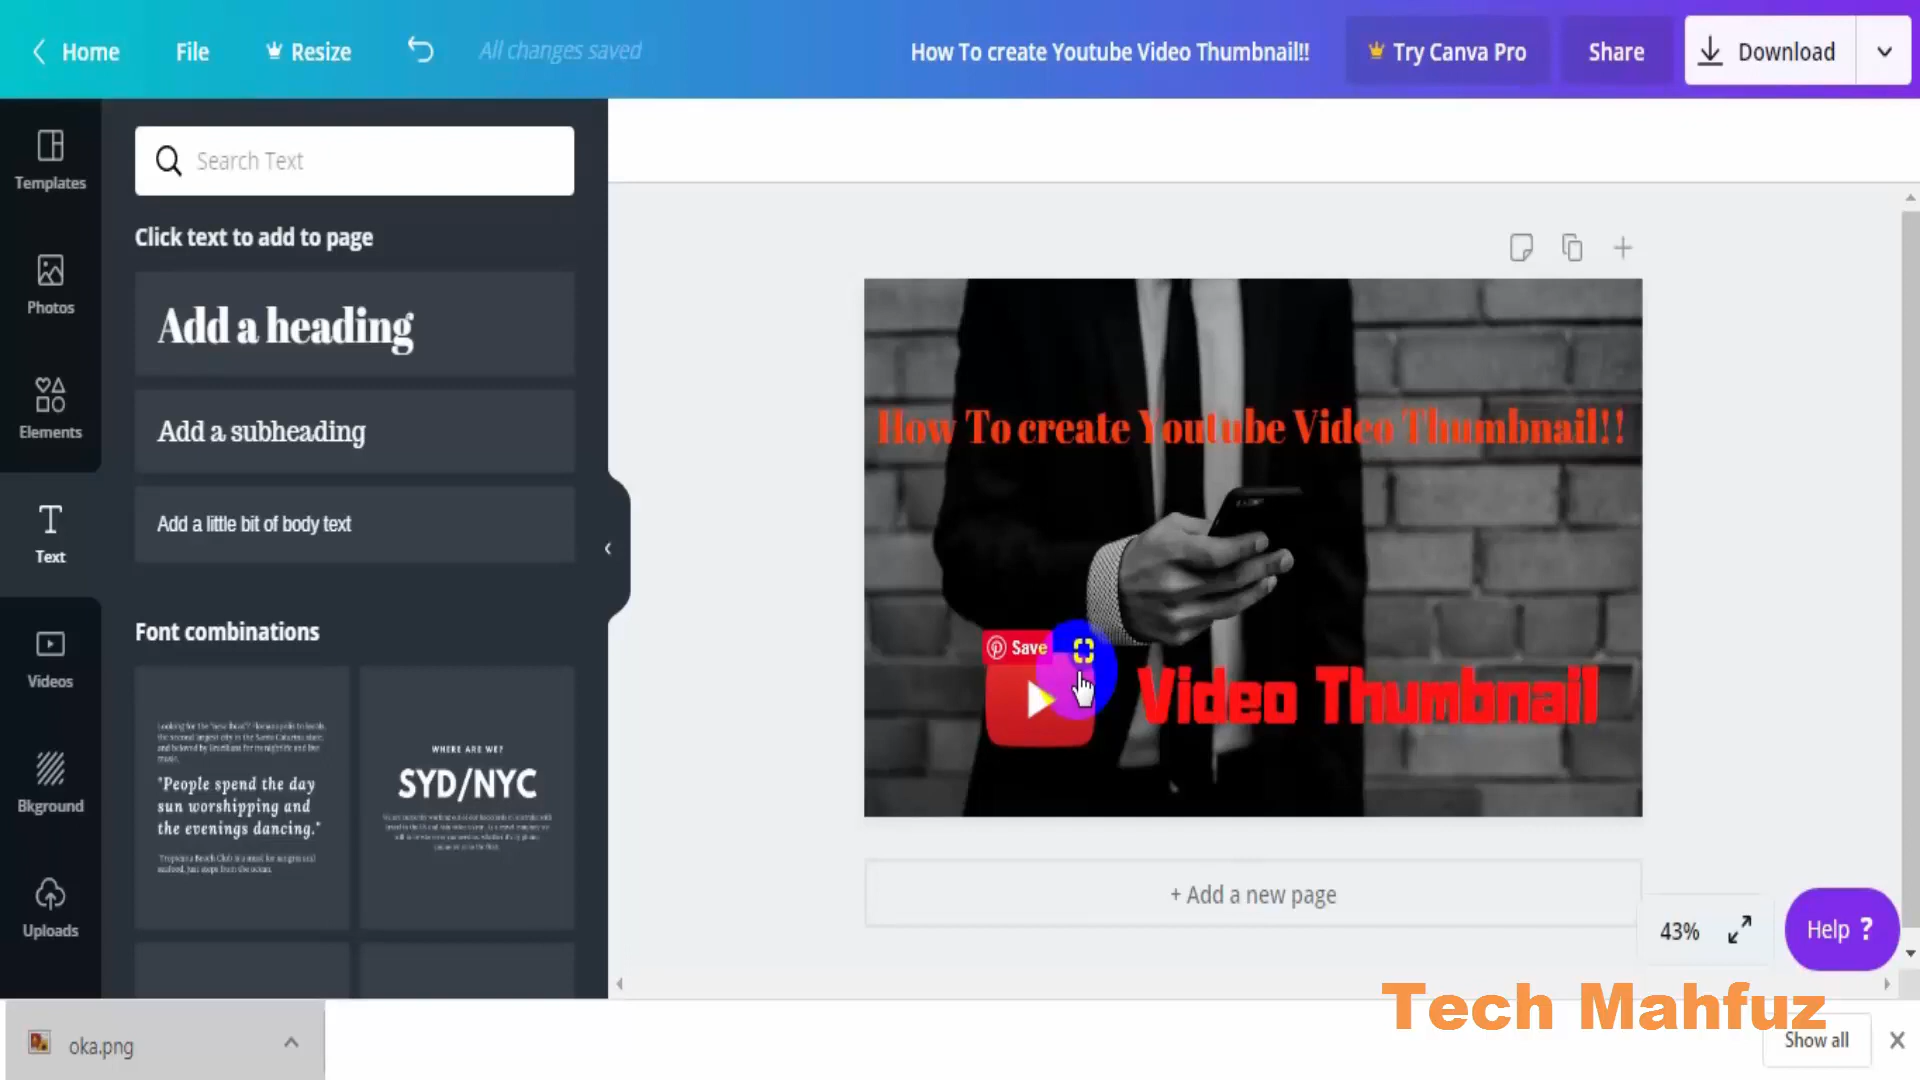 Home
File
Resize
All changes saved
How To create Youtube Video Thumbnail!!
Try Canva Pro
Share
Download
Templates
Photos
Elements
Text
Videos
Bkground
Uploads
Search Text
Click text to add to page
Add a heading
Add a subheading
Add a little bit of body text
Font combinations
"People spend the day
sun worshipping and
the evenings dancing."
WHERE ARE WE?
SYD/NYC
How To create Youtube Video Thumbnail!!
Save
Video Thumbnail
+ Add a new page
43%
Help ?
Tech Mahfuz
oka.png
Show all